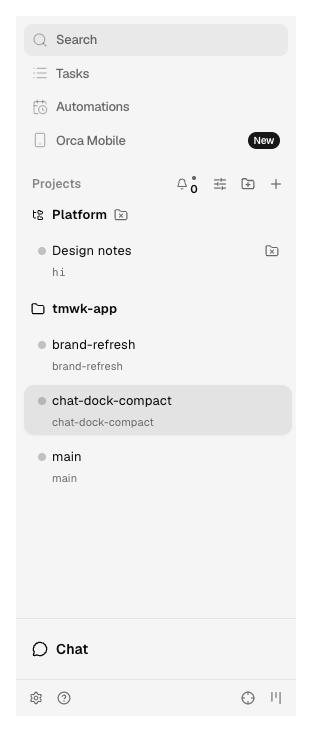 Search
Tasks
Automations
Orca Mobile New
Projects 0
Platform
Design notes
hi
tmwk-app
brand-refresh
brand-refresh
chat-dock-compact
chat-dock-compact
main
main
Chat